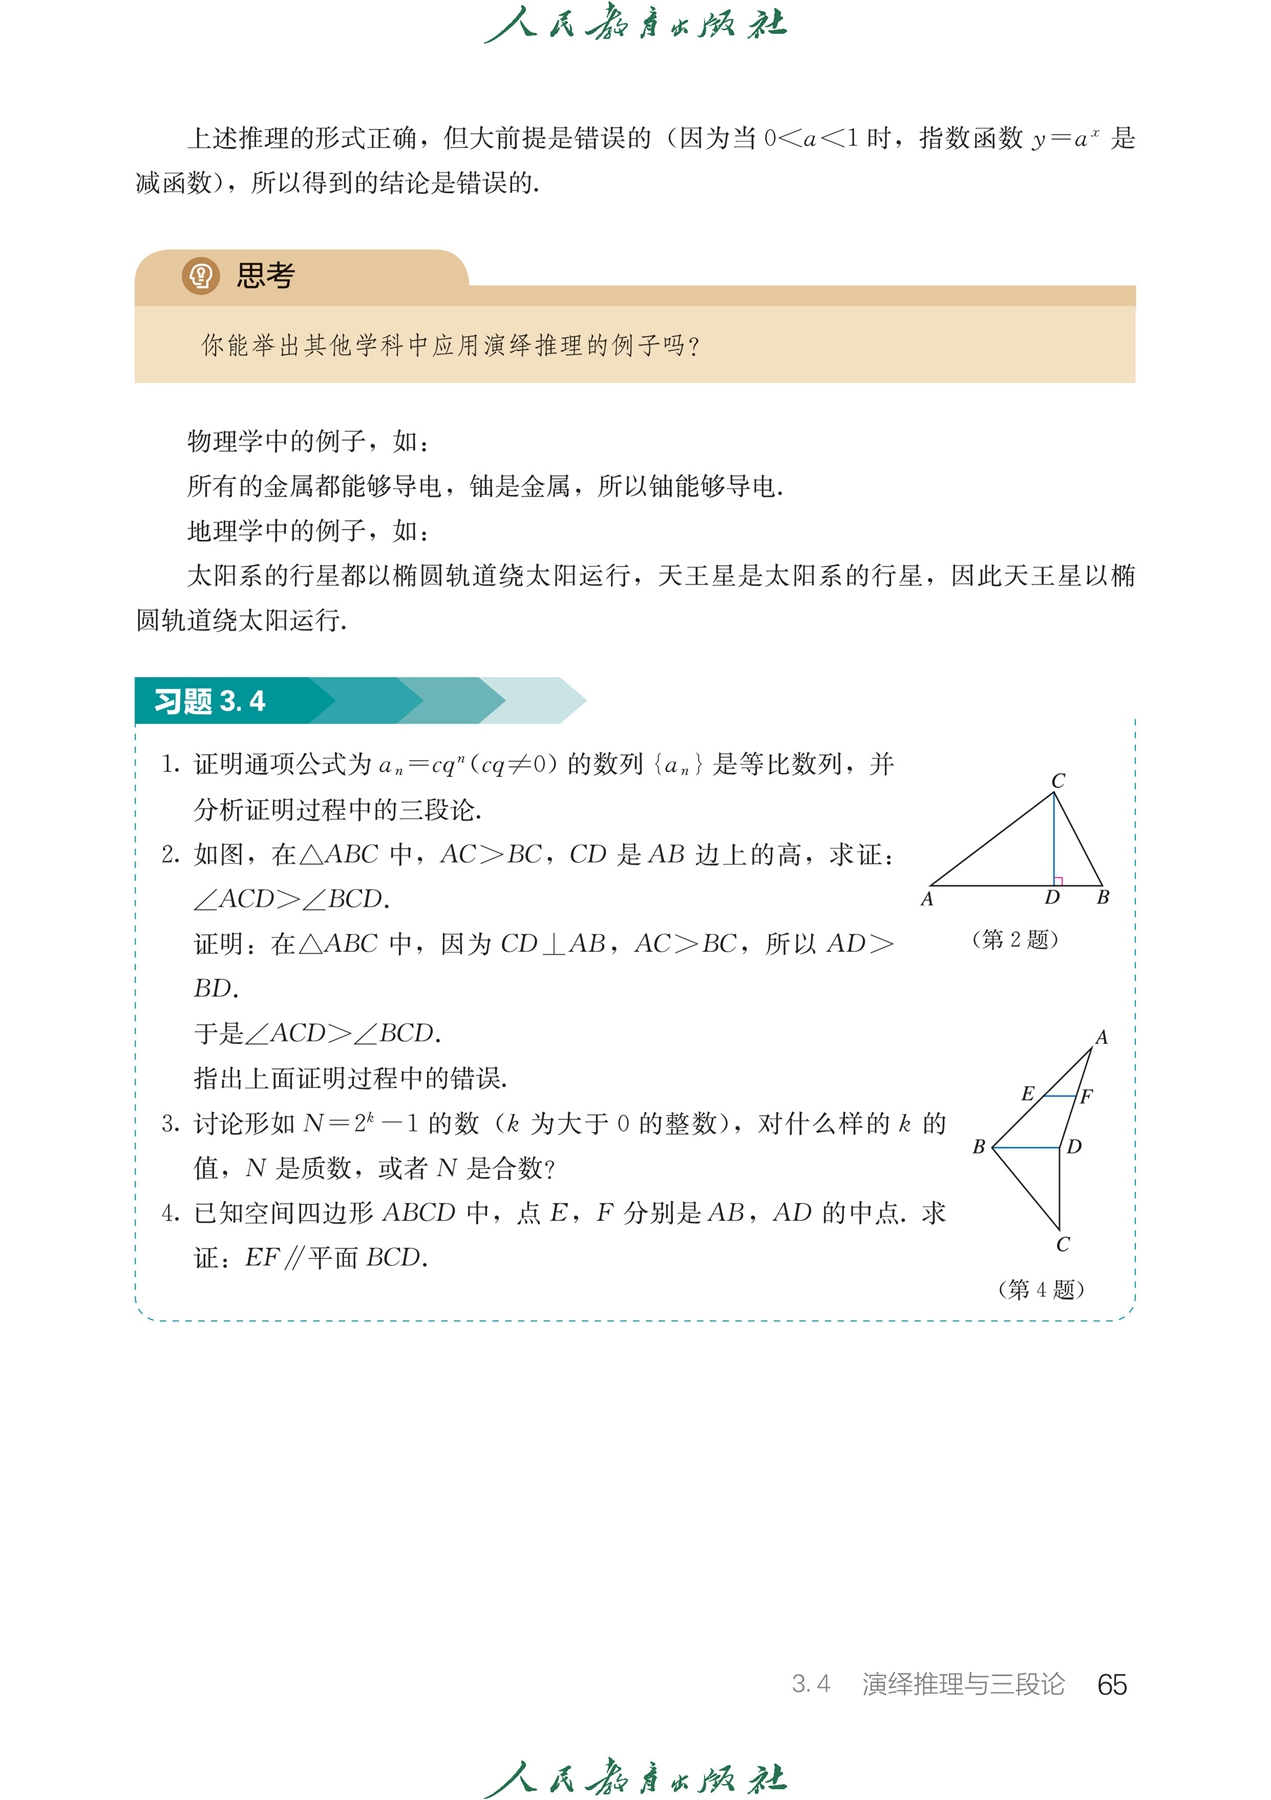 人民教育出版社
上述推理的形式正确，但大前提是错误的（因为当 0＜a＜1 时，指数函数 y＝aˣ 是
减函数），所以得到的结论是错误的．
思考
你能举出其他学科中应用演绎推理的例子吗？
物理学中的例子，如：
所有的金属都能够导电，铀是金属，所以铀能够导电．
地理学中的例子，如：
太阳系的行星都以椭圆轨道绕太阳运行，天王星是太阳系的行星，因此天王星以椭
圆轨道绕太阳运行．
习题 3.4
1. 证明通项公式为 aₙ＝cqⁿ(cq≠0) 的数列 {aₙ} 是等比数列，并
分析证明过程中的三段论．
2. 如图，在△ABC 中，AC＞BC，CD 是 AB 边上的高，求证：
∠ACD＞∠BCD．
证明：在△ABC 中，因为 CD⊥AB，AC＞BC，所以 AD＞
BD．
于是∠ACD＞∠BCD．
指出上面证明过程中的错误．
C
A
D
B
（第 2 题）
3. 讨论形如 N＝2ᵏ－1 的数（k 为大于 0 的整数），对什么样的 k 的
值，N 是质数，或者 N 是合数？
4. 已知空间四边形 ABCD 中，点 E，F 分别是 AB，AD 的中点．求
证：EF∥平面 BCD．
A
E
F
B
D
C
（第 4 题）
3.4 演绎推理与三段论 65
人民教育出版社